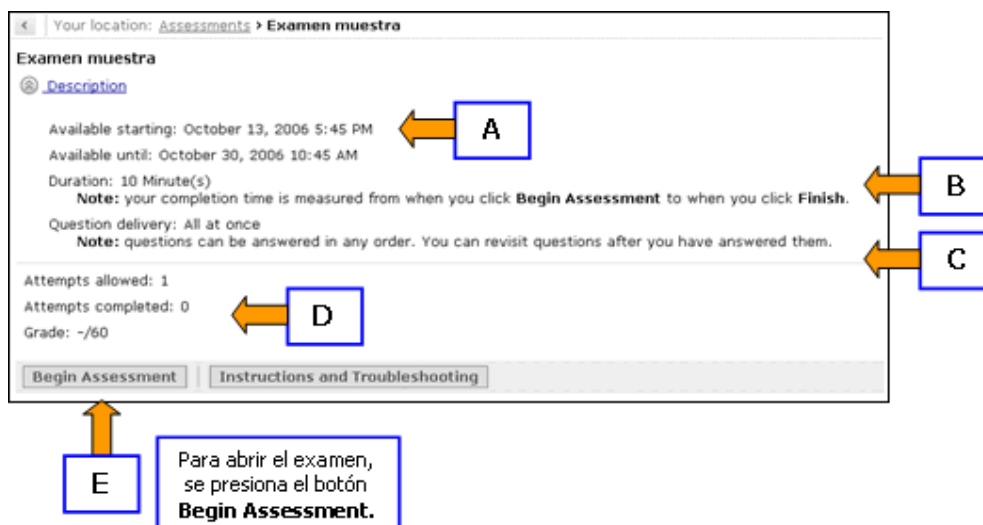 Your location: Assessments › Examen muestra
Examen muestra
Description
Available starting: October 13, 2006 5:45 PM
A
Available until: October 30, 2006 10:45 AM
Duration: 10 Minute(s)
B
Note: your completion time is measured from when you click Begin Assessment to when you click Finish.
Question delivery: All at once
Note: questions can be answered in any order. You can revisit questions after you have answered them.
C
Attempts allowed: 1
Attempts completed: 0
D
Grade: -/60
Begin Assessment
Instructions and Troubleshooting
E
Para abrir el examen,
se presiona el botón
Begin Assessment.